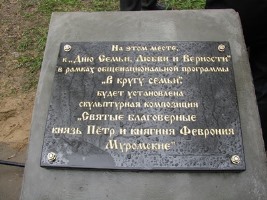 На этом месте,
к „Дню Семьи, Любви и Верности"
в рамках общенациональной программы
„В кругу семьи"
будет установлена
скульптурная композиция
„Святые благоверные
князь Пётр и княгиня Феврония
Муромские"